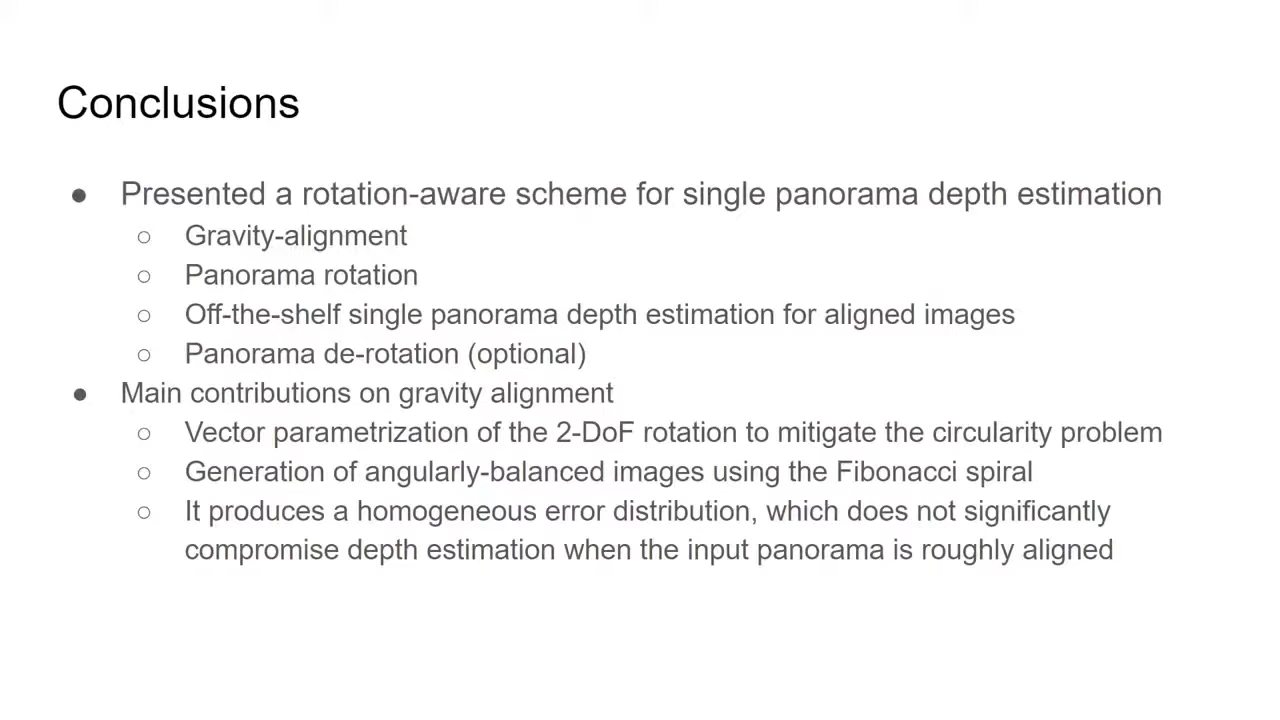 Conclusions
● Presented a rotation-aware scheme for single panorama depth estimation
○ Gravity-alignment
○ Panorama rotation
○ Off-the-shelf single panorama depth estimation for aligned images
○ Panorama de-rotation (optional)
● Main contributions on gravity alignment
○ Vector parametrization of the 2-DoF rotation to mitigate the circularity problem
○ Generation of angularly-balanced images using the Fibonacci spiral
○ It produces a homogeneous error distribution, which does not significantly
compromise depth estimation when the input panorama is roughly aligned